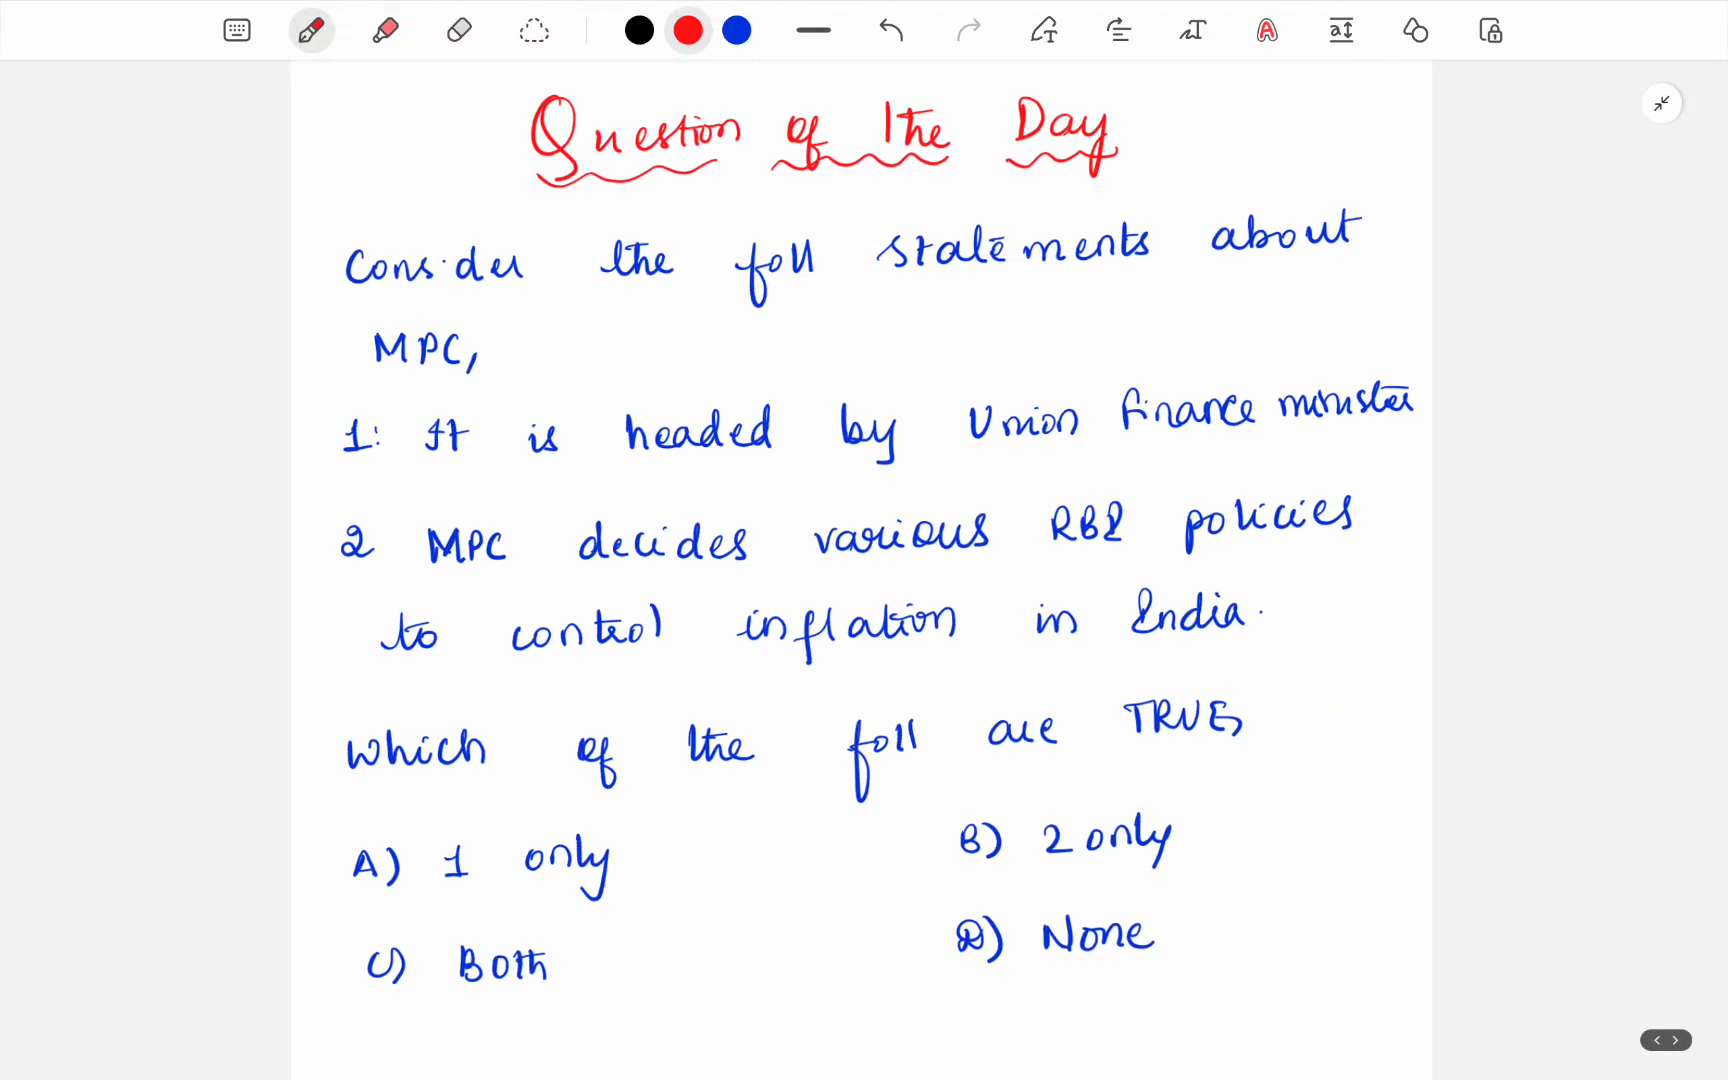 Question of the Day
Consider the foll statements about
MPC,
1: It is headed by Union finance minister
2 MPC decides various RBI policies
to control inflation in India.
which of the foll are TRUE,
A) 1 only B) 2 only
C) Both D) None